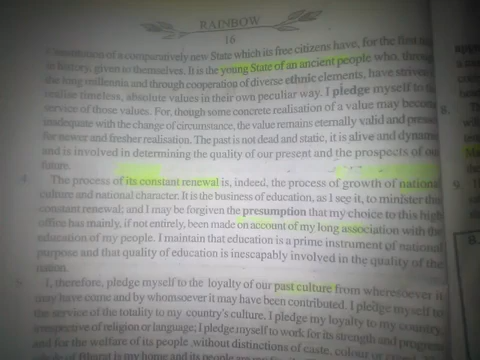 RAINBOW
16
Constitution of a comparatively new State which its free citizens have, for the first
in history, given to themselves. It is the young State of an ancient people who, through
the long millennia and through cooperation of diverse ethnic elements, have striven
realise timeless, absolute values in their own peculiar way. I pledge myself to
service of those values. For, though some concrete realisation of a value may become
inadequate with the change of circumstance, the value remains eternally valid and presses
for newer and fresher realisation. The past is not dead and static, it is alive and dynamic
and is involved in determining the quality of our present and the prospects of our
future.
4. The process of its constant renewal is, indeed, the process of growth of national
culture and national character. It is the business of education, as I see it, to minister
constant renewal; and I may be forgiven the presumption that my choice to this high
office has mainly, if not entirely, been made on account of my long association with the
education of my people. I maintain that education is a prime instrument of national
purpose and that quality of education is inescapably involved in the quality of the
nation.
5. I, therefore, pledge myself to the loyalty of our past culture from wheresoever it
may have come and by whomsoever it may have been contributed. I pledge myself to
the service of the totality to my country's culture. I pledge my loyalty to my country,
irrespective of religion or language; I pledge myself to work for its strength and progress
and for the welfare of its people without distinctions of caste, colour or
is my home and its people are
8.
9.
B.